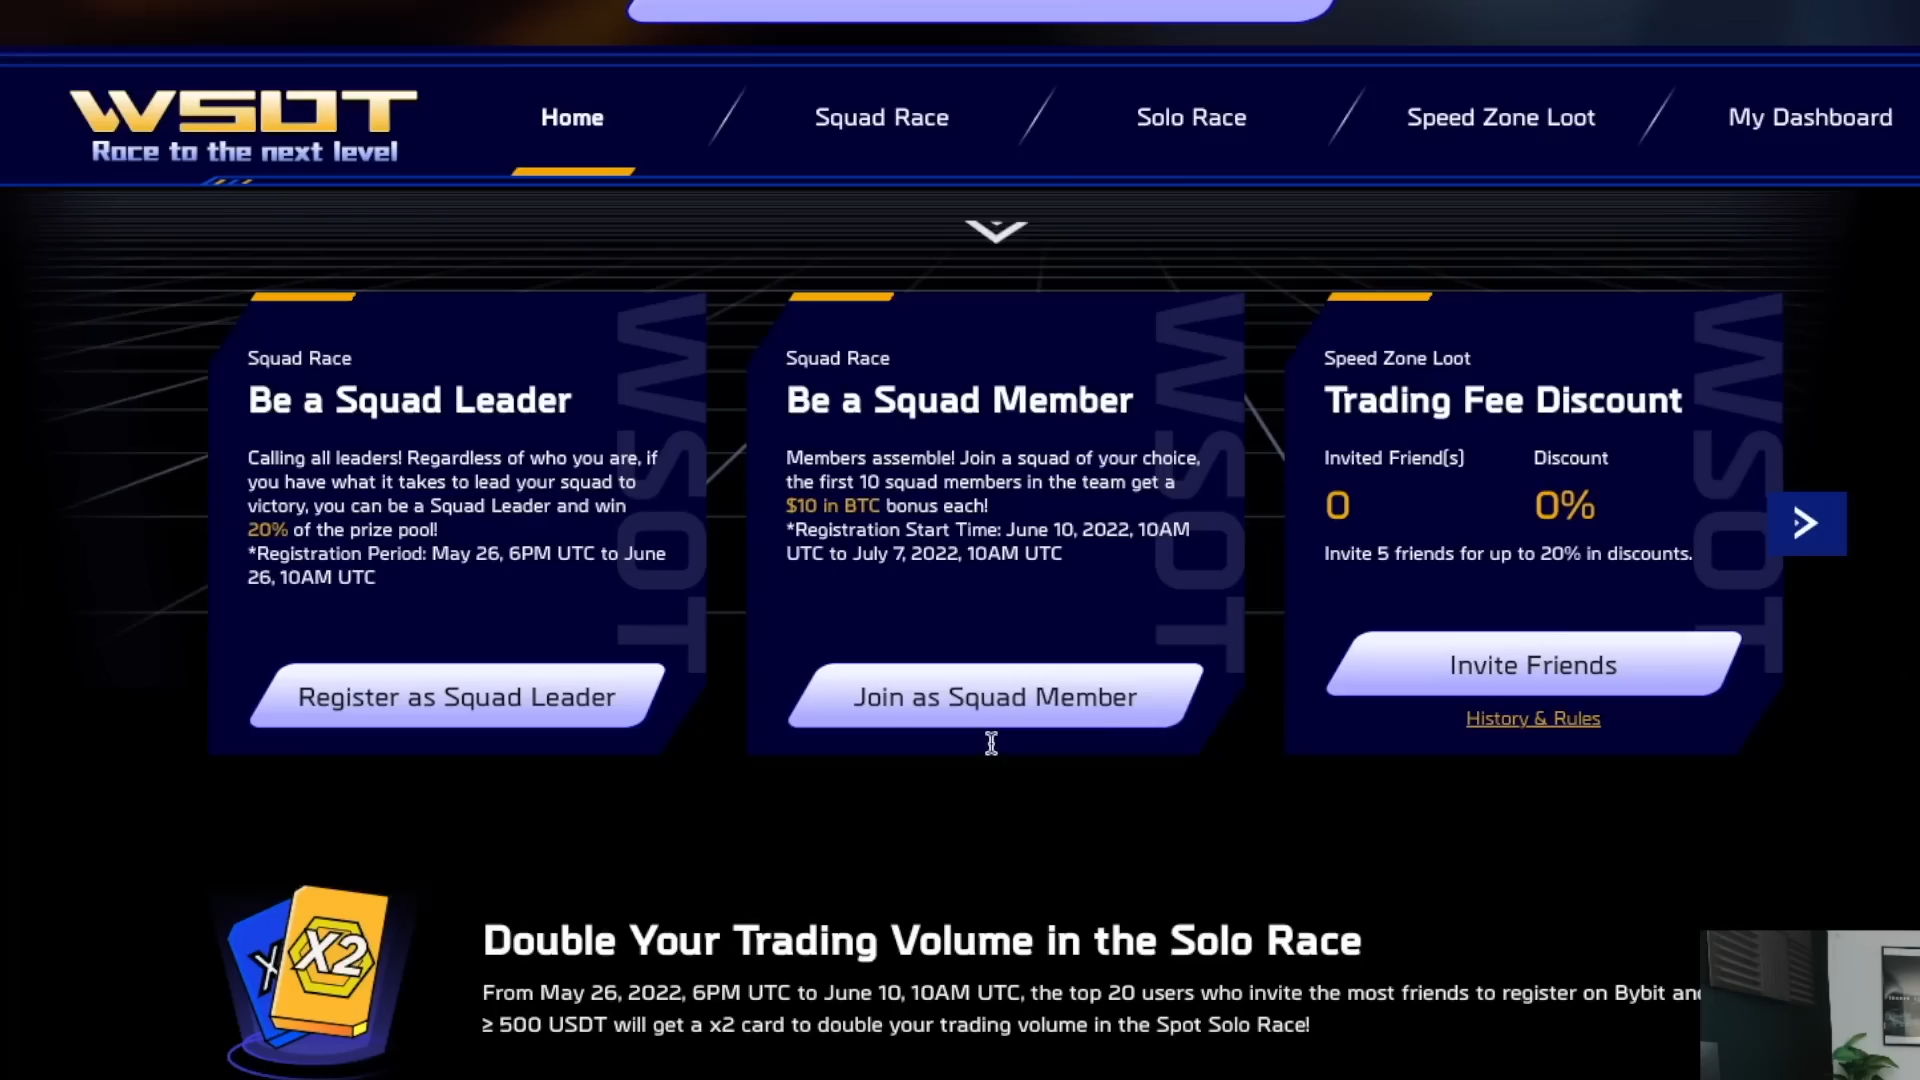 WSOT
Race to the next level
Home
Squad Race
Solo Race
Speed Zone Loot
My Dashboard
Squad Race
Be a Squad Leader
Calling all leaders! Regardless of who you are, if
you have what it takes to lead your squad to
victory, you can be a Squad Leader and win
20% of the prize pool!
*Registration Period: May 26, 6PM UTC to June
26, 10AM UTC
Register as Squad Leader
WSOT
Squad Race
Be a Squad Member
Members assemble! Join a squad of your choice,
the first 10 squad members in the team get a
$10 in BTC bonus each!
*Registration Start Time: June 10, 2022, 10AM
UTC to July 7, 2022, 10AM UTC
Join as Squad Member
WSOT
Speed Zone Loot
Trading Fee Discount
Invited Friend(s)
Discount
0
0%
Invite 5 friends for up to 20% in discounts.
Invite Friends
History & Rules
WSOT
X2
Double Your Trading Volume in the Solo Race
From May 26, 2022, 6PM UTC to June 10, 10AM UTC, the top 20 users who invite the most friends to register on Bybit and
≥ 500 USDT will get a x2 card to double your trading volume in the Spot Solo Race!